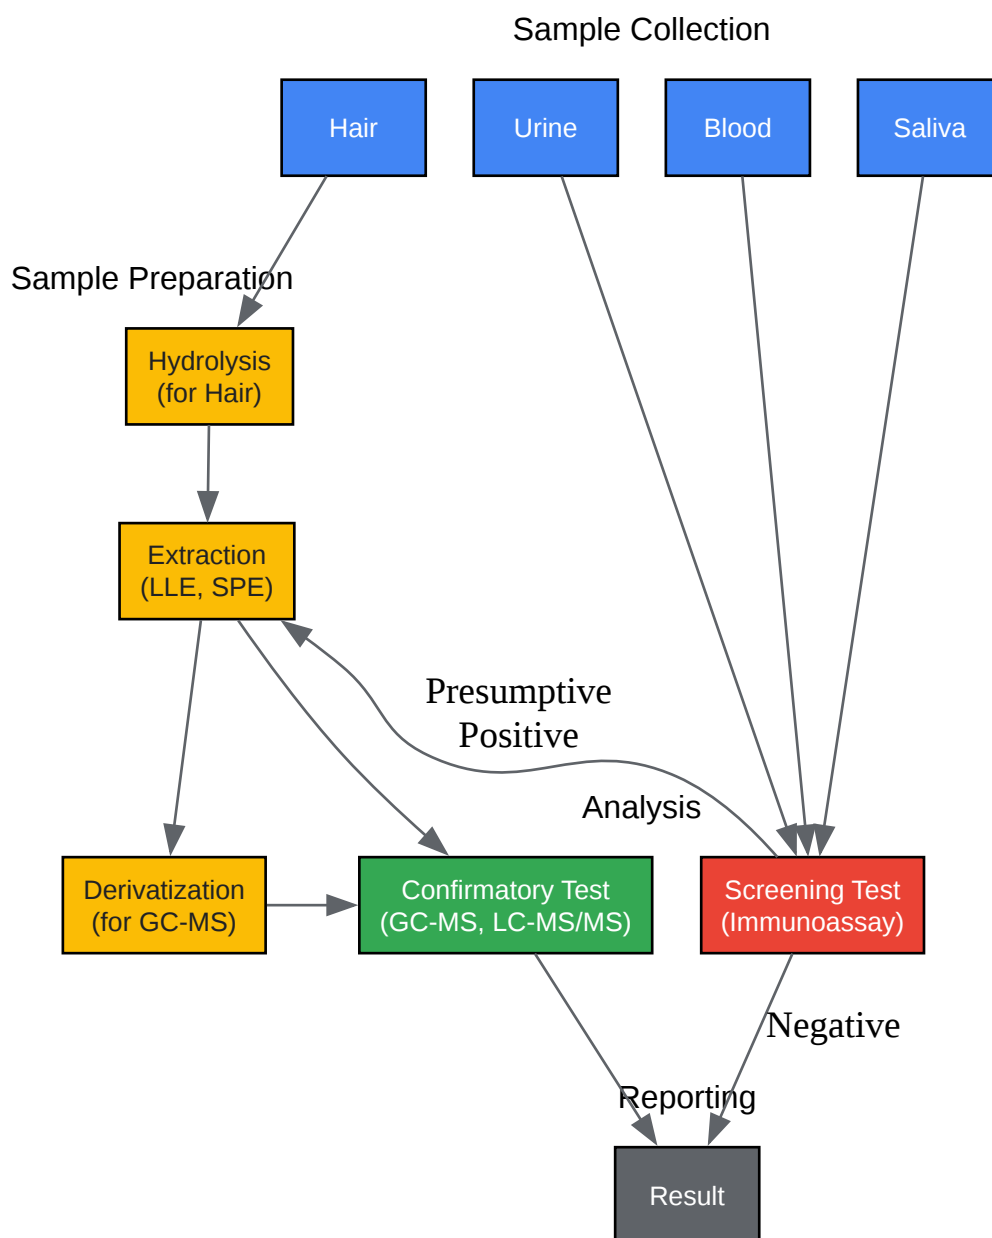 Sample Collection
Hair
Urine
Blood
Saliva
Sample Preparation
Hydrolysis
(for Hair)
Extraction
(LLE, SPE)
Presumptive
Positive
Analysis
Derivatization
(for GC-MS)
Confirmatory Test
(GC-MS, LC-MS/MS)
Screening Test
(Immunoassay)
Negative
Reporting
Result